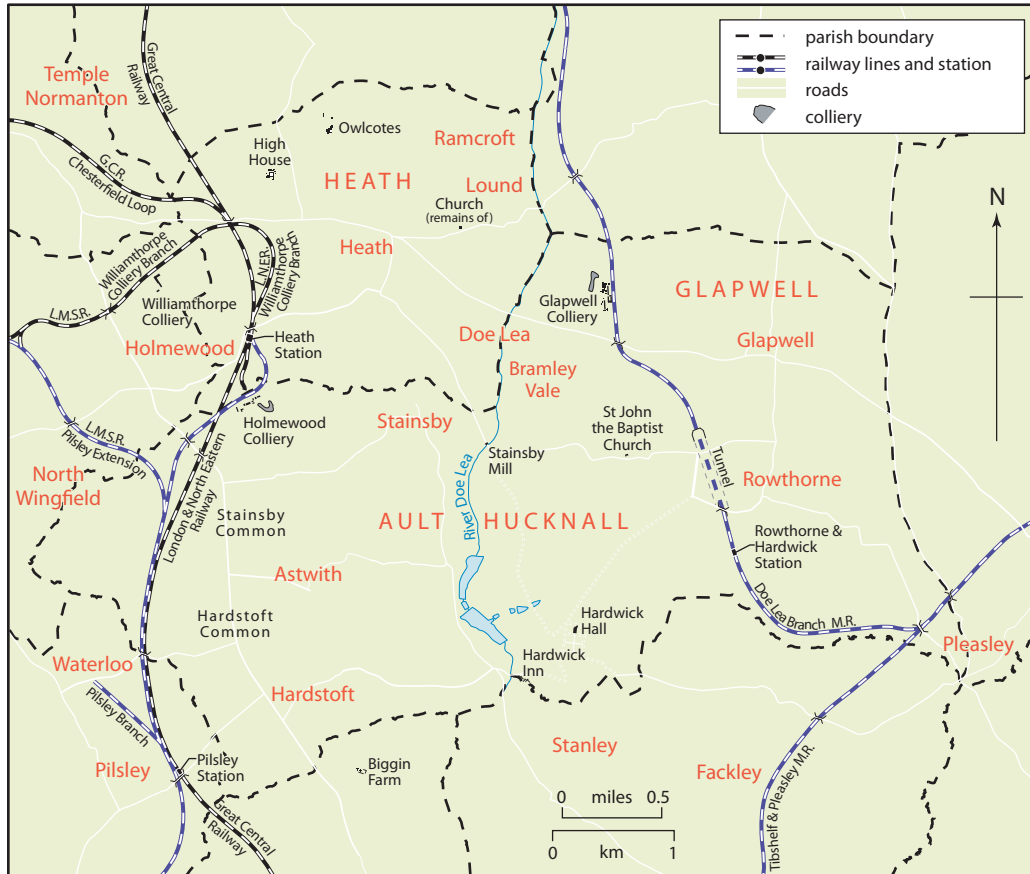 parish boundary
railway lines and station
roads
colliery
N
Temple
Normanton
Great Central
Railway
Owlcotes
High
House
Ramcroft
HEATH
Lound
Church
(remains of)
G.C.R.
Chesterfield Loop
Heath
Williamthorpe
Colliery Branch
L.N.E.R.
Williamthorpe
Colliery Branch
Williamthorpe
Colliery
L.M.S.R.
Holmewood
Heath
Station
Glapwell
Colliery
GLAPWELL
Doe Lea
Glapwell
Bramley
Vale
Holmewood
Colliery
Stainsby
St John
the Baptist
Church
L.M.S.R.
Pilsley Extension
Stainsby
Mill
Tunnel
North
Wingfield
London & North Eastern
Railway
River Doe Lea
Rowthorne
Stainsby
Common
AULT HUCKNALL
Rowthorne &
Hardwick
Station
Astwith
Hardstoft
Common
Hardwick
Hall
Doe Lea Branch M.R.
Pleasley
Waterloo
Hardwick
Inn
Hardstoft
Pilsley Branch
Stanley
Pilsley
Pilsley
Station
Biggin
Farm
Fackley
Tibshelf & Pleasley M.R.
Great Central
Railway
0 miles 0.5
0 km 1